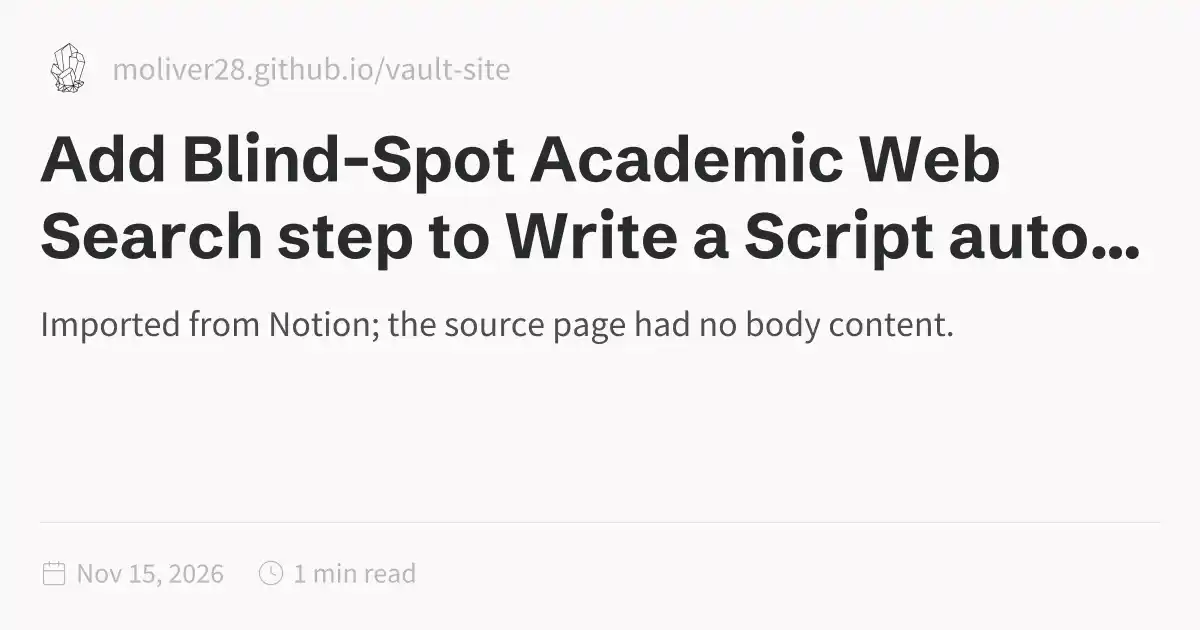 moliver28.github.io/vault-site
Add Blind-Spot Academic Web
Search step to Write a Script auto...
Imported from Notion; the source page had no body content.
Nov 15, 2026
1 min read